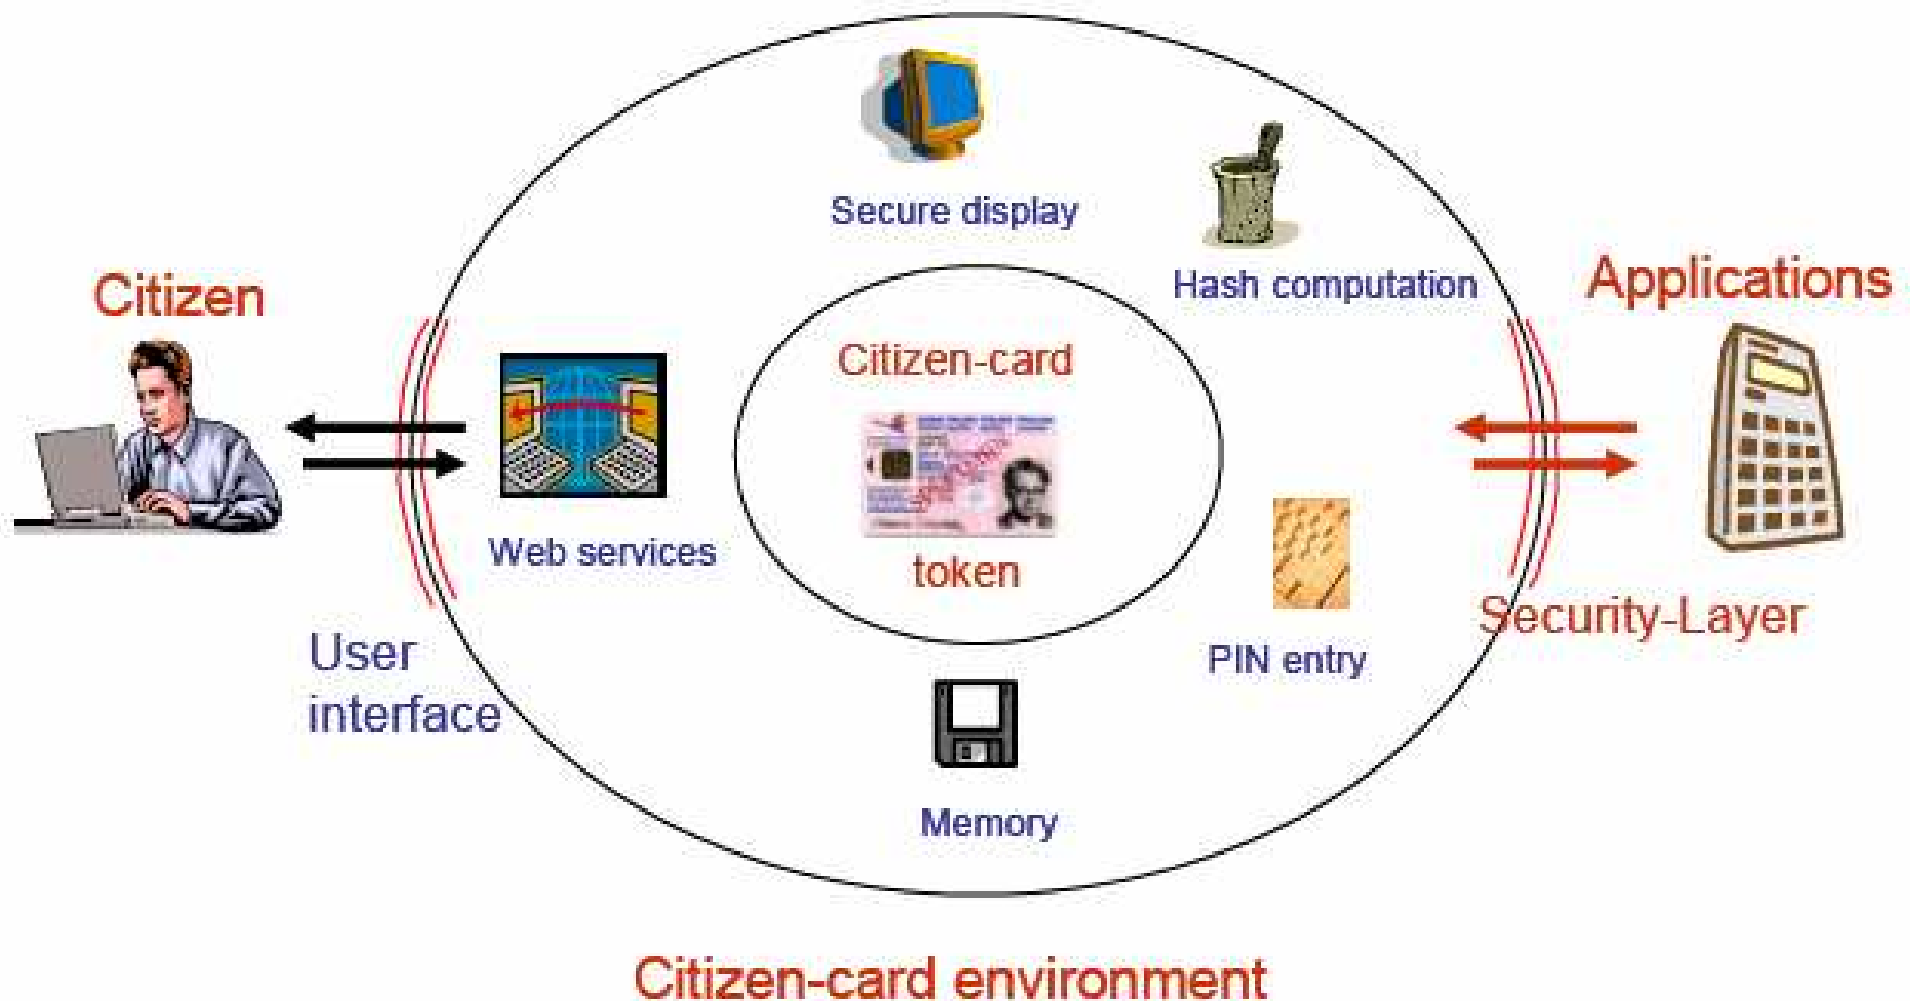 Secure display
Hash computation
Citizen
Applications
Citizen-card
token
Web services
Security-Layer
User
interface
PIN entry
Memory
Citizen-card environment